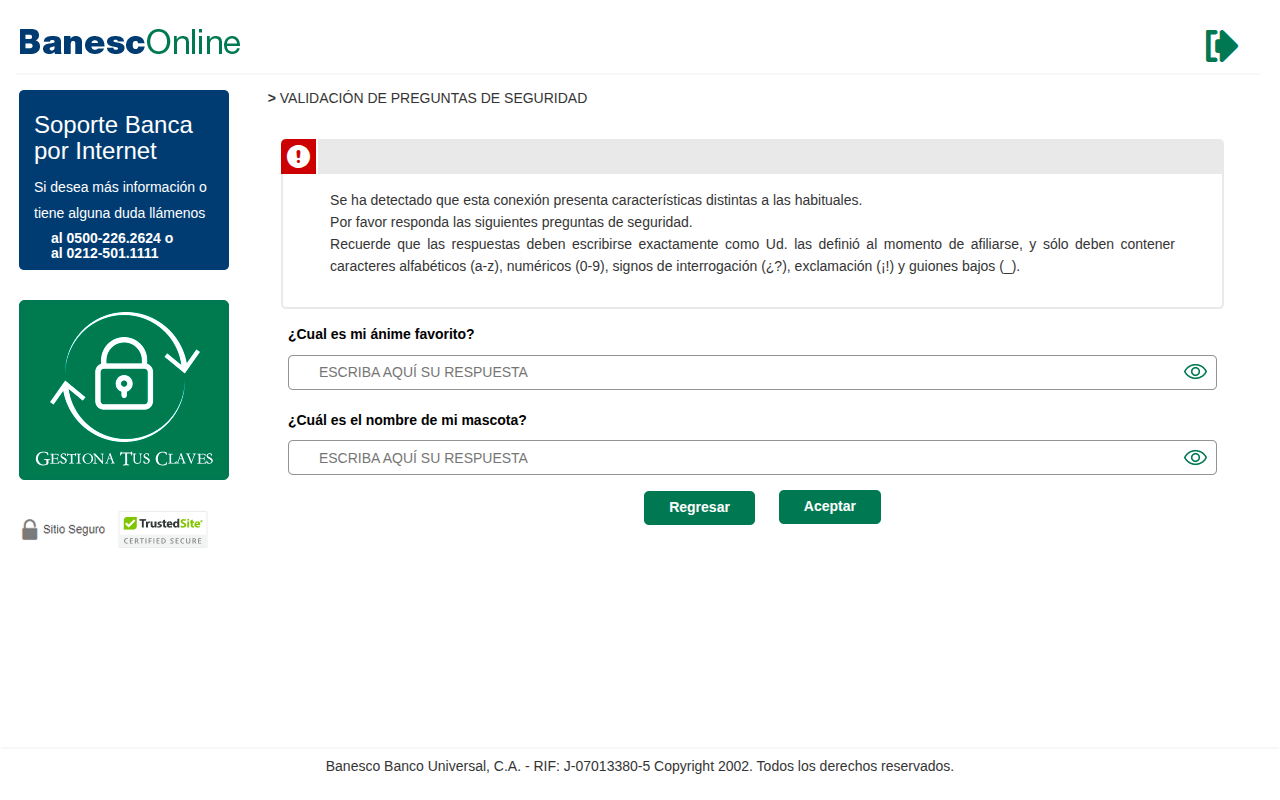 BanescOnline
Soporte Banca
por Internet
Si desea más información o
tiene alguna duda llámenos
al 0500-226.2624 o
al 0212-501.1111
GESTIONA TUS CLAVES
Sitio Seguro
TrustedSite
CERTIFIED SECURE
> VALIDACIÓN DE PREGUNTAS DE SEGURIDAD
Se ha detectado que esta conexión presenta características distintas a las habituales.
Por favor responda las siguientes preguntas de seguridad.
Recuerde que las respuestas deben escribirse exactamente como Ud. las definió al momento de afiliarse, y sólo deben contener
caracteres alfabéticos (a-z), numéricos (0-9), signos de interrogación (¿?), exclamación (¡!) y guiones bajos (_).
¿Cual es mi ánime favorito?
ESCRIBA AQUÍ SU RESPUESTA
¿Cuál es el nombre de mi mascota?
ESCRIBA AQUÍ SU RESPUESTA
Regresar
Aceptar
Banesco Banco Universal, C.A. - RIF: J-07013380-5 Copyright 2002. Todos los derechos reservados.